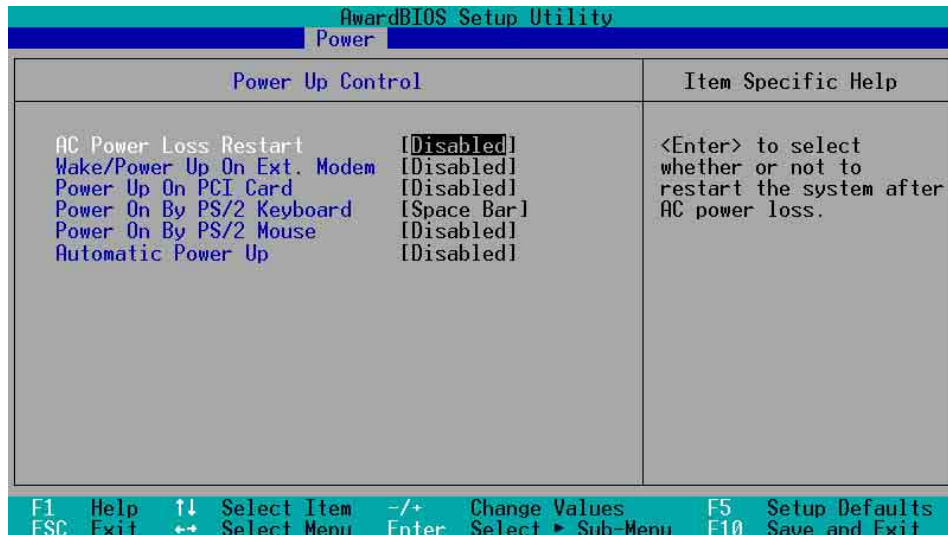 AwardBIOS Setup Utility
Power
Power Up Control
Item Specific Help
AC Power Loss Restart [Disabled]
Wake/Power Up On Ext. Modem [Disabled]
Power Up On PCI Card [Disabled]
Power On By PS/2 Keyboard [Space Bar]
Power On By PS/2 Mouse [Disabled]
Automatic Power Up [Disabled]
<Enter> to select
whether or not to
restart the system after
AC power loss.
F1 Help ↑↓ Select Item -/+ Change Values F5 Setup Defaults
ESC Exit ←→ Select Menu Enter Select ► Sub-Menu F10 Save and Exit